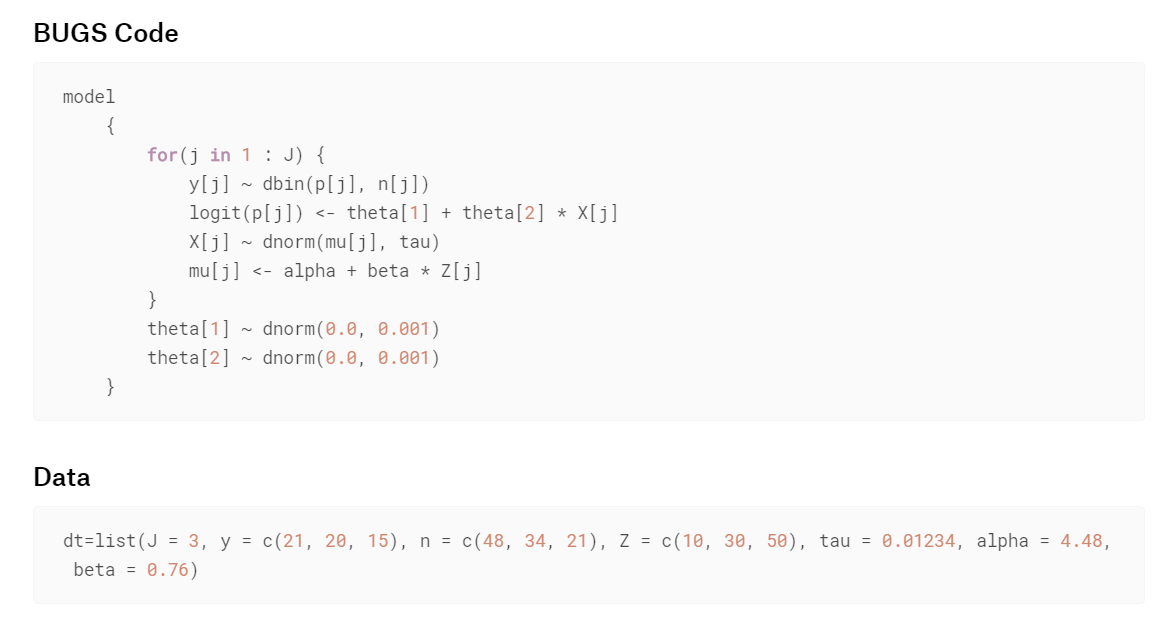 BUGS Code
model
{
for(j in 1 : J) {
y[j] ~ dbin(p[j], n[j])
logit(p[j]) <- theta[1] + theta[2] * X[j]
X[j] ~ dnorm(mu[j], tau)
mu[j] <- alpha + beta * Z[j]
}
theta[1] ~ dnorm(0.0, 0.001)
theta[2] ~ dnorm(0.0, 0.001)
}
Data
dt=list(J = 3, y = c(21, 20, 15), n = c(48, 34, 21), Z = c(10, 30, 50), tau = 0.01234, alpha = 4.48,
beta = 0.76)